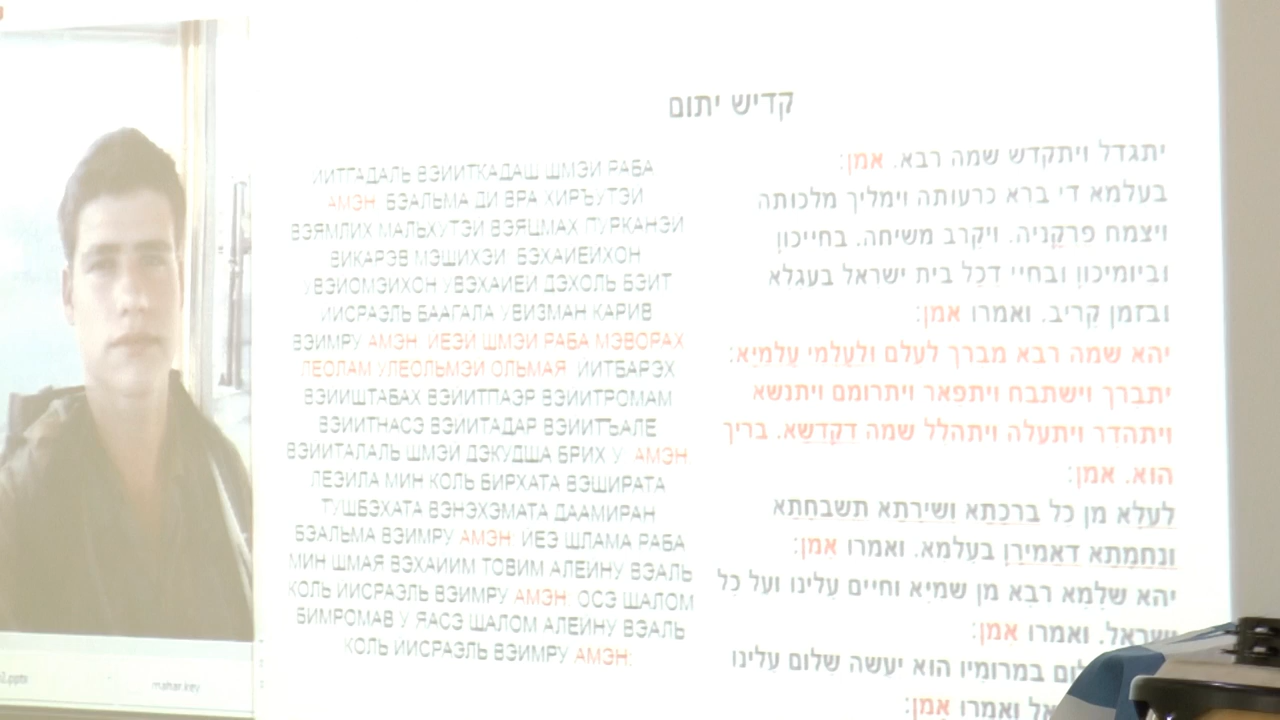 קדיש יתום
יתגדל ויתקדש שמה רבא. אמן:
בעלמא די ברא כרעותה וימליך מלכותה
ויצמח פרקניה. ויקרב משיחה. בחייכון
וביומיכון ובחיי דכל בית ישראל בעגלא
ובזמן קריב. ואמרו אמן:
יהא שמה רבא מברך לעלם ולעלמי עלמיא:
יתברך וישתבח ויתפאר ויתרומם ויתנשא
ויתהדר ויתעלה ויתהלל שמה דקדשא. בריך
הוא. אמן:
לעלא מן כל ברכתא ושירתא תשבחתא
ונחמתא דאמירן בעלמא. ואמרו אמן:
יהא שלמא רבא מן שמיא וחיים עלינו ועל כל
ישראל. ואמרו אמן:
במרומיו הוא יעשה שלום עלינו
ואמרו אמן:
ИИТГАДАЛЬ ВЭИИТКАДАШ ШМЭИ РАБА
АМЭН: БЭАЛЬМА ДИ ВРА ХИРЪУТЭИ
ВЭЯМЛИХ МАЛЬХУТЭИ ВЭЯЦМАХ ПУРКАНЭИ
ВИКАРЭВ МЭШИХЭИ: БЭХАИЕИХОН
УВЭИОМЭИХОН УВЭХАИЕИ ДЭХОЛЬ БЭИТ
ИИСРАЭЛЬ БААГАЛА УВИЗМАН КАРИВ
ВЭИМРУ АМЭН: ИЕЭИ ШМЭИ РАБА МЭВОРАХ
ЛЕОЛАМ УЛЕОЛЬМЭИ ОЛЬМАЯ: ИИТБАРЭХ
ВЭИИШТАБАХ ВЭИИТПАЭР ВЭИИТРОМАМ
ВЭИИТНАСЭ ВЭИИТАДАР ВЭИИТЪАЛЕ
ВЭИИТАЛАЛЬ ШМЭИ ДЭКУДША БРИХ У: АМЭН
ЛЕЭИЛА МИН КОЛЬ БИРХАТА ВЭШИРАТА
ТУШБЭХАТА ВЭНЭХЭМАТА ДААМИРАН
БЭАЛЬМА ВЭИМРУ АМЭН: ИЕЭ ШЛАМА РАБА
МИН ШМАЯ ВЭХАИИМ ТОВИМ АЛЕИНУ ВЭАЛЬ
КОЛЬ ИИСРАЭЛЬ ВЭИМРУ АМЭН: ОСЭ ШАЛОМ
БИМРОМАВ У ЯАСЭ ШАЛОМ АЛЕИНУ ВЭАЛЬ
КОЛЬ ИИСРАЭЛЬ ВЭИМРУ АМЭН:
mahar.kev